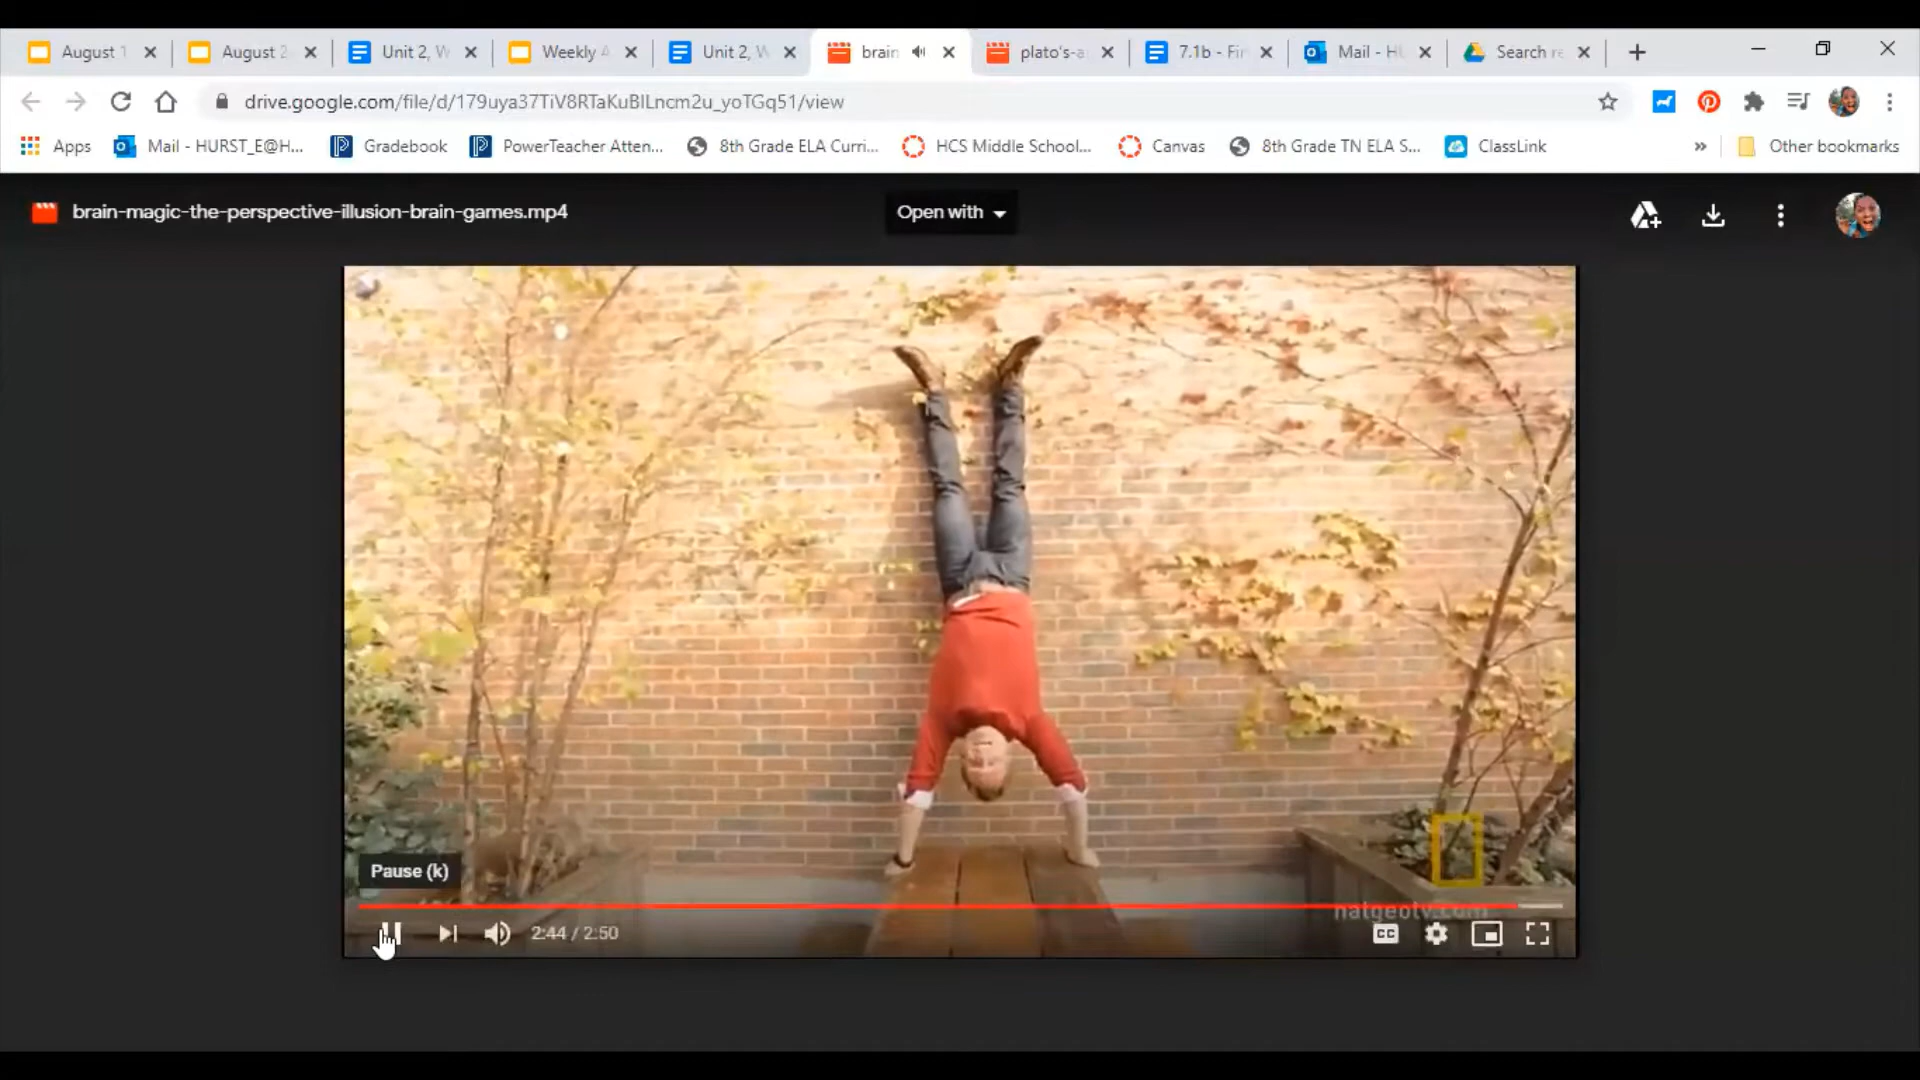 August 1 August 2 Unit 2, W Weekly A Unit 2, W brain plato's-a 7.1b - Fir Mail - HU Search re
drive.google.com/file/d/179uya37TiV8RTaKuBlLncm2u_yoTGq51/view
Apps Mail - HURST_E@H... Gradebook PowerTeacher Atten... 8th Grade ELA Curri... HCS Middle School... Canvas 8th Grade TN ELA S... ClassLink » Other bookmarks
brain-magic-the-perspective-illusion-brain-games.mp4 Open with
Pause (k)
natgeotv.com
2:44 / 2:50 CC